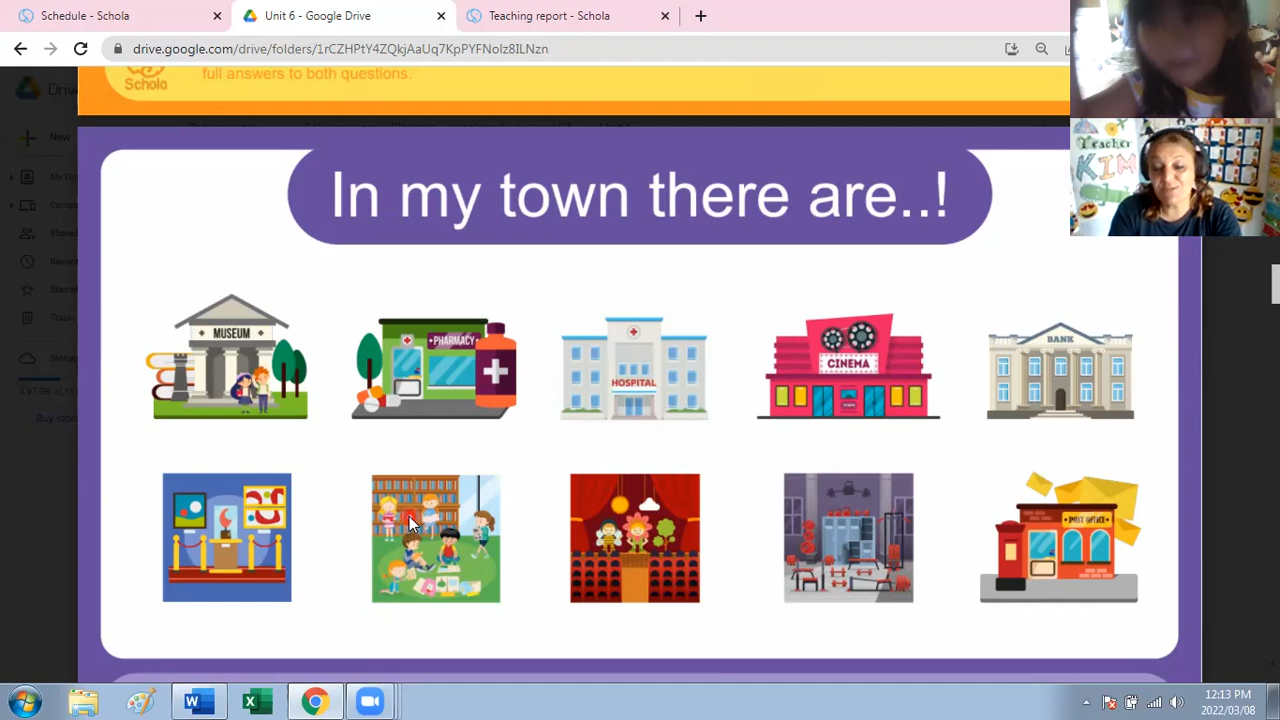 Schedule - Schola
Unit 6 - Google Drive
Teaching report - Schola
drive.google.com/drive/folders/1rCZHPtY4ZQkjAaUq7KpPYFNolz8ILNzn
Schola
full answers to both questions.
New
In my town there are..!
Teacher
KIM
MUSEUM
PHARMACY
HOSPITAL
CINEMA
BANK
POST OFFICE
12:13 PM
2022/03/08